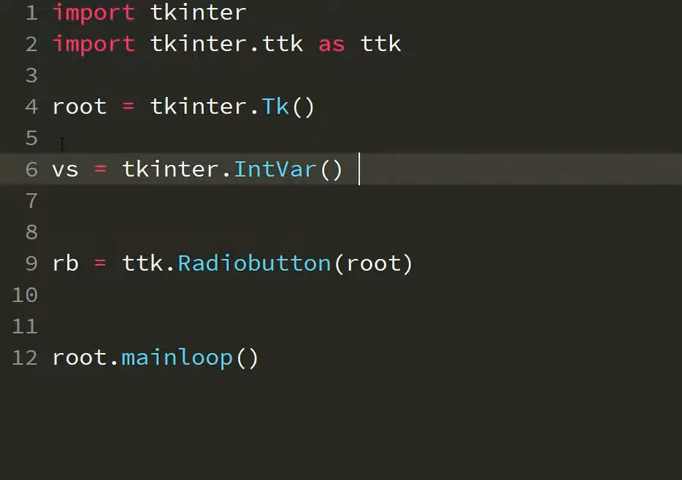 1 import tkinter
2 import tkinter.ttk as ttk
3
4 root = tkinter.Tk()
5
6 vs = tkinter.IntVar()
7
8
9 rb = ttk.Radiobutton(root)
10
11
12 root.mainloop()